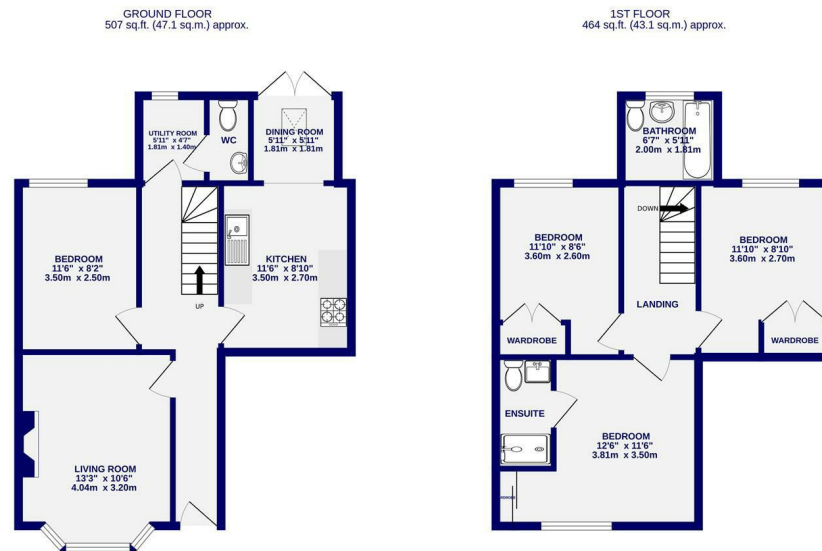 GROUND FLOOR
507 sq.ft. (47.1 sq.m.) approx.
UTILITY ROOM
5'11" x 4'7"
1.81m x 1.40m
WC
DINING ROOM
5'11" x 5'11"
1.81m x 1.81m
BEDROOM
11'6" x 8'2"
3.50m x 2.50m
KITCHEN
11'6" x 8'10"
3.50m x 2.70m
UP
LIVING ROOM
13'3" x 10'6"
4.04m x 3.20m
1ST FLOOR
464 sq.ft. (43.1 sq.m.) approx.
BATHROOM
6'7" x 5'11"
2.00m x 1.81m
DOWN
BEDROOM
11'10" x 8'6"
3.60m x 2.60m
BEDROOM
11'10" x 8'10"
3.60m x 2.70m
LANDING
WARDROBE
WARDROBE
ENSUITE
BEDROOM
12'6" x 11'6"
3.81m x 3.50m